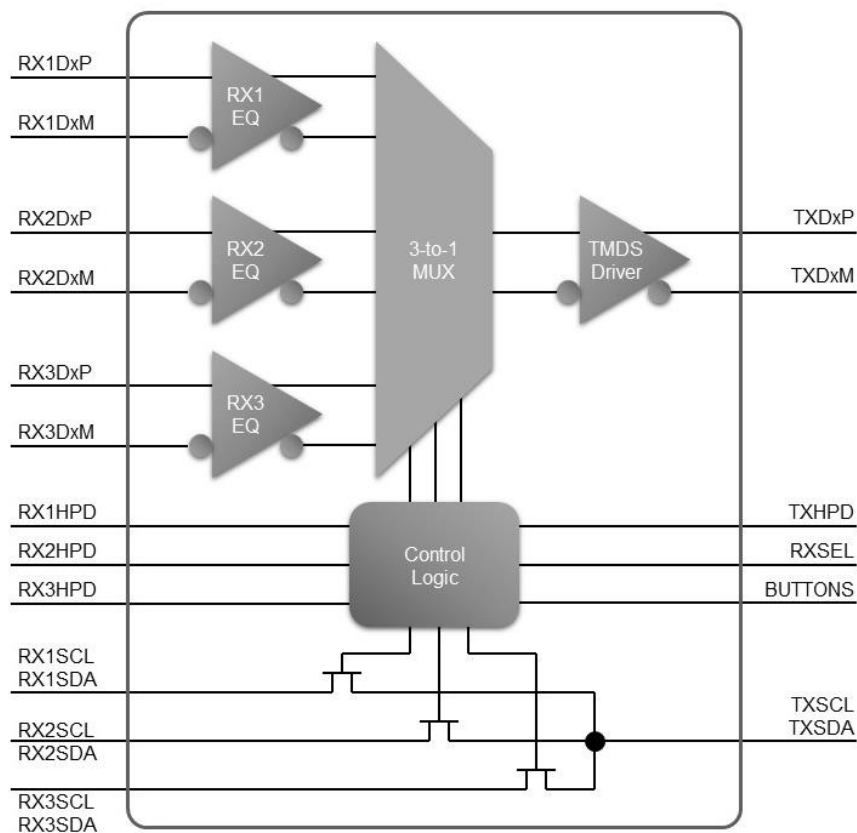 RX1DxP
RX1
EQ
RX1DxM
RX2DxP
RX2
EQ
RX2DxM
3-to-1
MUX
TMDS
Driver
TXDxP
TXDxM
RX3DxP
RX3
EQ
RX3DxM
RX1HPD
RX2HPD
RX3HPD
Control
Logic
TXHPD
RXSEL
BUTTONS
RX1SCL
RX1SDA
RX2SCL
RX2SDA
RX3SCL
RX3SDA
TXSCL
TXSDA